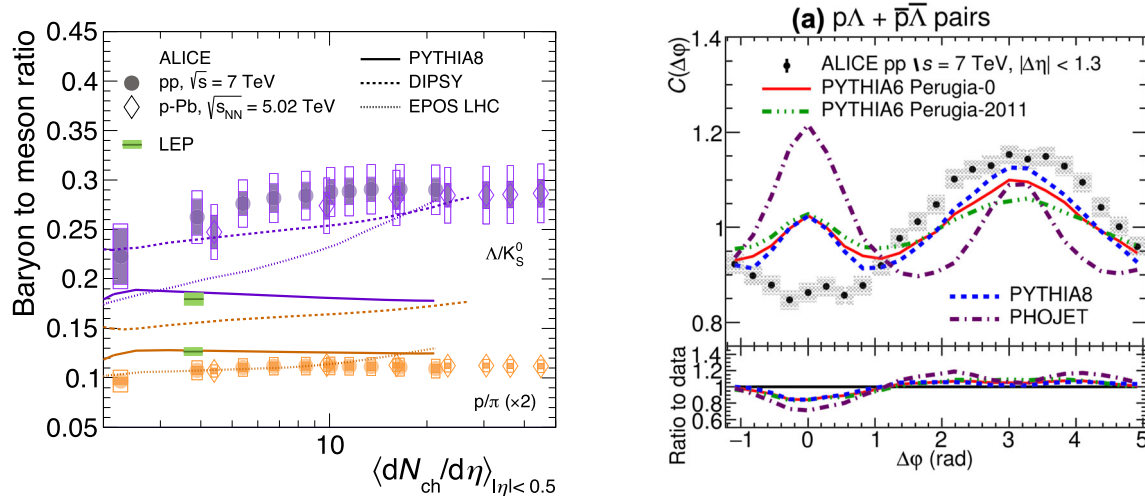 0.45
0.4
0.35
0.3
0.25
0.2
0.15
0.1
0.05
Baryon to meson ratio
ALICE
pp, √s = 7 TeV
p-Pb, √sNN = 5.02 TeV
LEP
PYTHIA8
DIPSY
EPOS LHC
Λ/K⁰S
p/π (×2)
10
⟨dNch/dη⟩|η| < 0.5
(a) pΛ + p̅Λ̅ pairs
1.4
1.2
1
0.8
C(Δφ)
ALICE pp √s = 7 TeV, |Δη| < 1.3
PYTHIA6 Perugia-0
PYTHIA6 Perugia-2011
PYTHIA8
PHOJET
1.4
1.2
1.0
0.8
0.6
Ratio to data
−1 0 1 2 3 4 5
Δφ (rad)